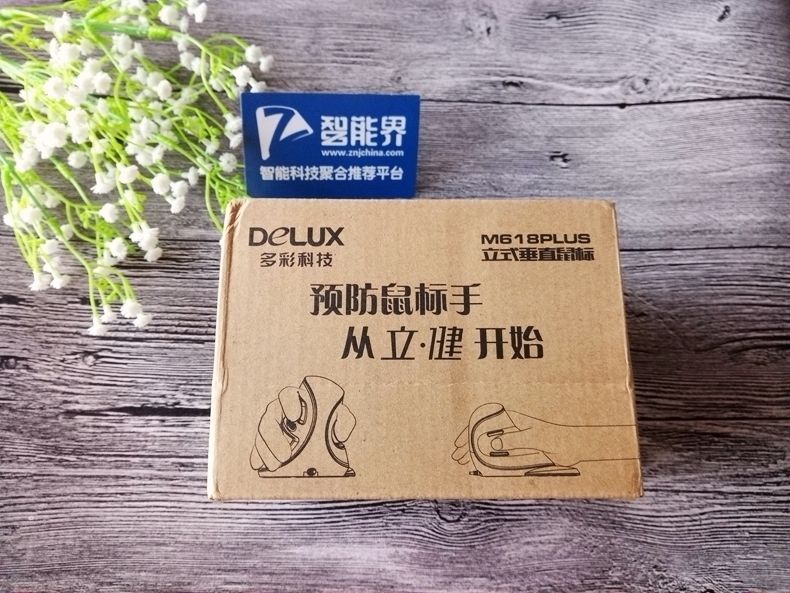 智能界
www.znjchina.com
智能科技聚合推荐平台
DeLUX
多彩科技
M618PLUS
立式垂直鼠标
预防鼠标手
从立·健开始